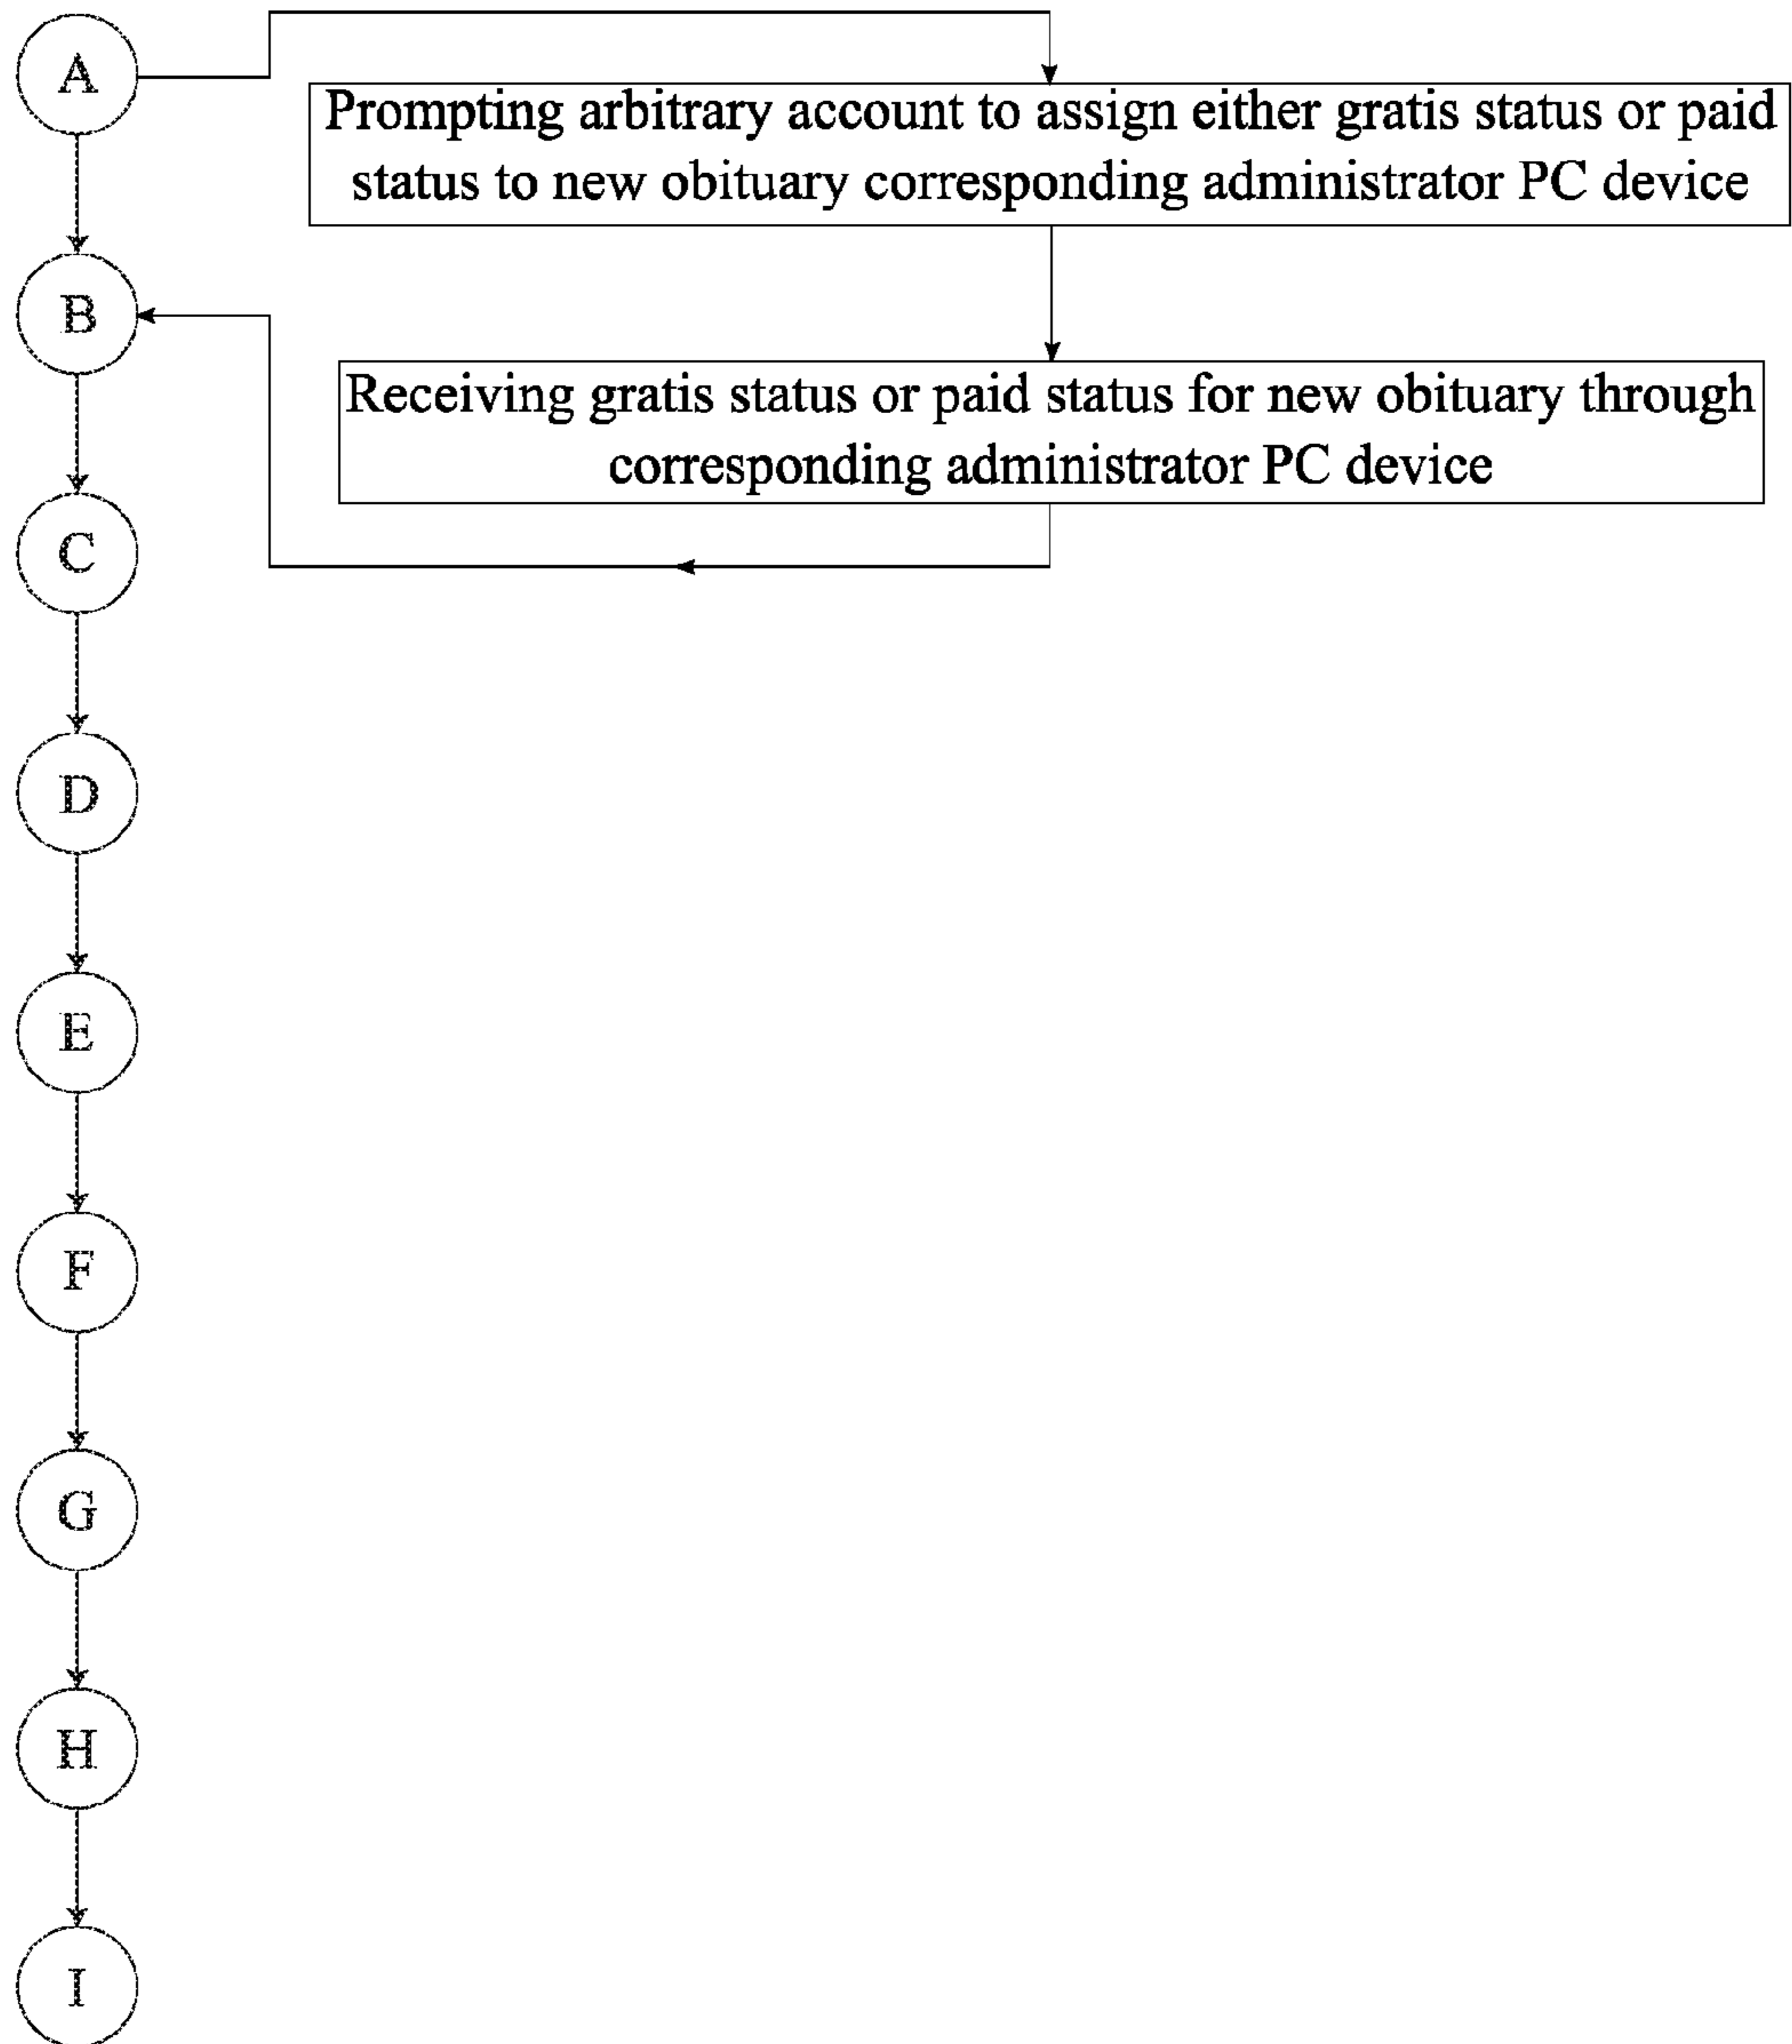 A
Prompting arbitrary account to assign either gratis status or paid
status to new obituary corresponding administrator PC device
B
Receiving gratis status or paid status for new obituary through
corresponding administrator PC device
C
D
E
F
G
H
I